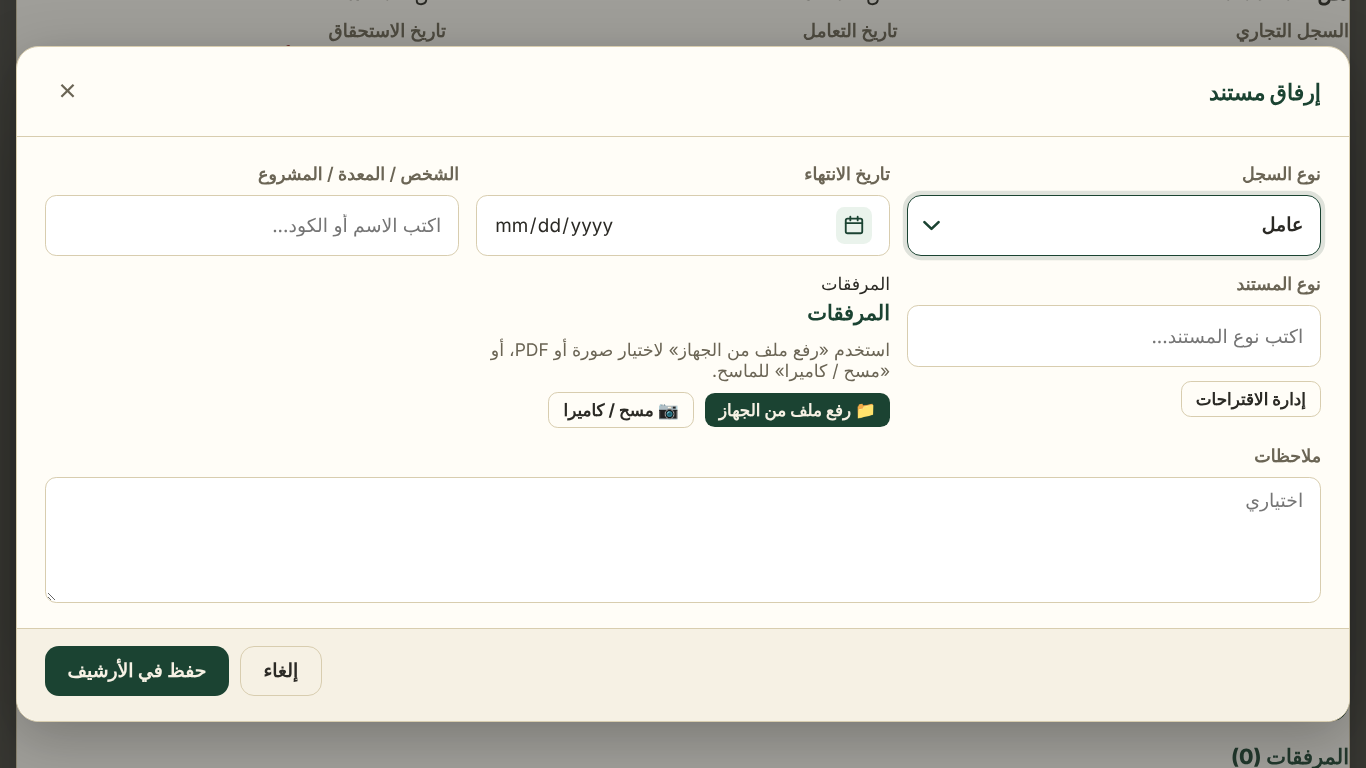 السجل التجاري
تاريخ التعامل
تاريخ الاستحقاق
إرفاق مستند
×
نوع السجل
تاريخ الانتهاء
الشخص / المعدة / المشروع
عامل
mm/dd/yyyy
اكتب الاسم أو الكود...
نوع المستند
اكتب نوع المستند...
إدارة الاقتراحات
المرفقات
المرفقات
استخدم «رفع ملف من الجهاز» لاختيار صورة أو PDF، أو
«مسح / كاميرا» للماسح.
📁 رفع ملف من الجهاز
📷 مسح / كاميرا
ملاحظات
اختياري
إلغاء
حفظ في الأرشيف
المرفقات (0)